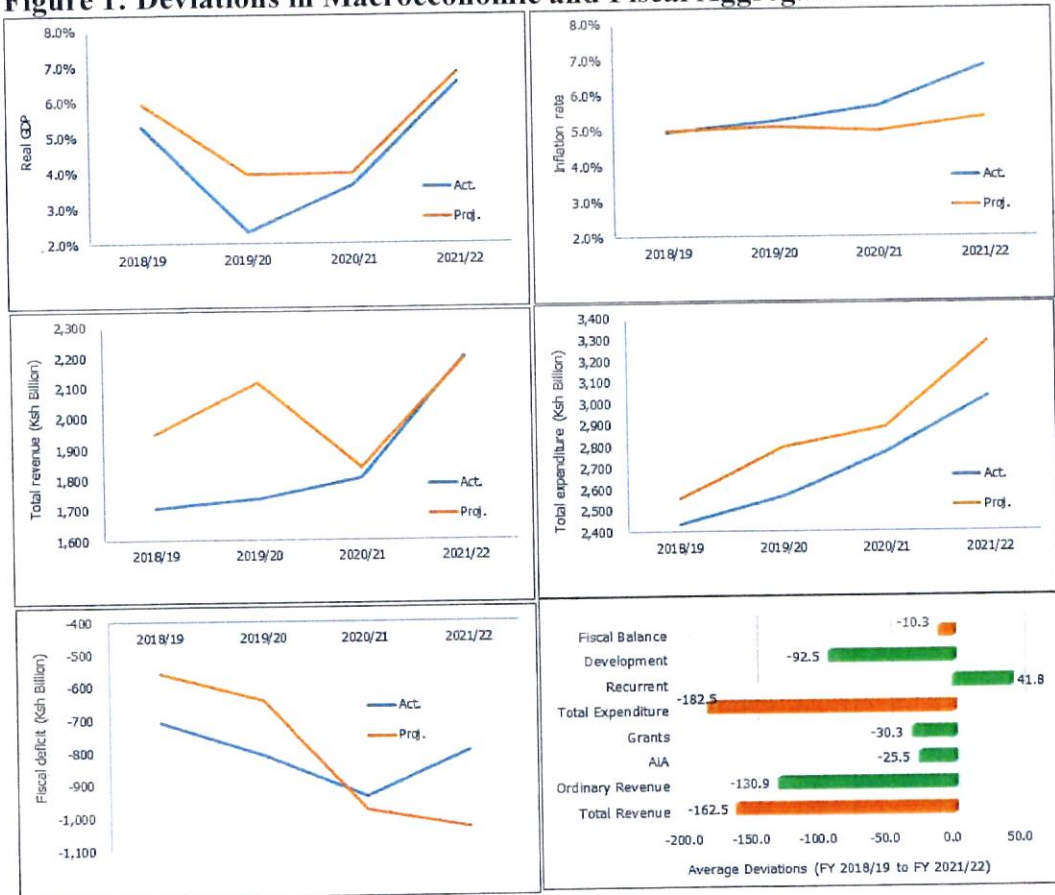 Figure 1: Deviations in Macroeconomic and Fiscal
8.0%
7.0%
6.0%
5.0%
4.0%
3.0%
2.0%
Real GDP
2018/19 2019/20 2020/21 2021/22
Act.
Proj.
8.0%
7.0%
6.0%
5.0%
4.0%
3.0%
2.0%
Inflation rate
2018/19 2019/20 2020/21 2021/22
Act.
Proj.
2,300
2,200
2,100
2,000
1,900
1,800
1,700
1,600
Total revenue (Ksh Billion)
2018/19 2019/20 2020/21 2021/22
Act.
Proj.
3,400
3,300
3,200
3,100
3,000
2,900
2,800
2,700
2,600
2,500
2,400
Total expenditure (Ksh Billion)
2018/19 2019/20 2020/21 2021/22
Act.
Proj.
-400
-500
-600
-700
-800
-900
-1,000
-1,100
Fiscal deficit (Ksh Billion)
2018/19 2019/20 2020/21 2021/22
Act.
Proj.
Fiscal Balance -10.3
Development -92.5
Recurrent 41.8
Total Expenditure -182.5
Grants -30.3
AIA -25.5
Ordinary Revenue -130.9
Total Revenue -162.5
-200.0 -150.0 -100.0 -50.0 0.0 50.0
Average Deviations (FY 2018/19 to FY 2021/22)